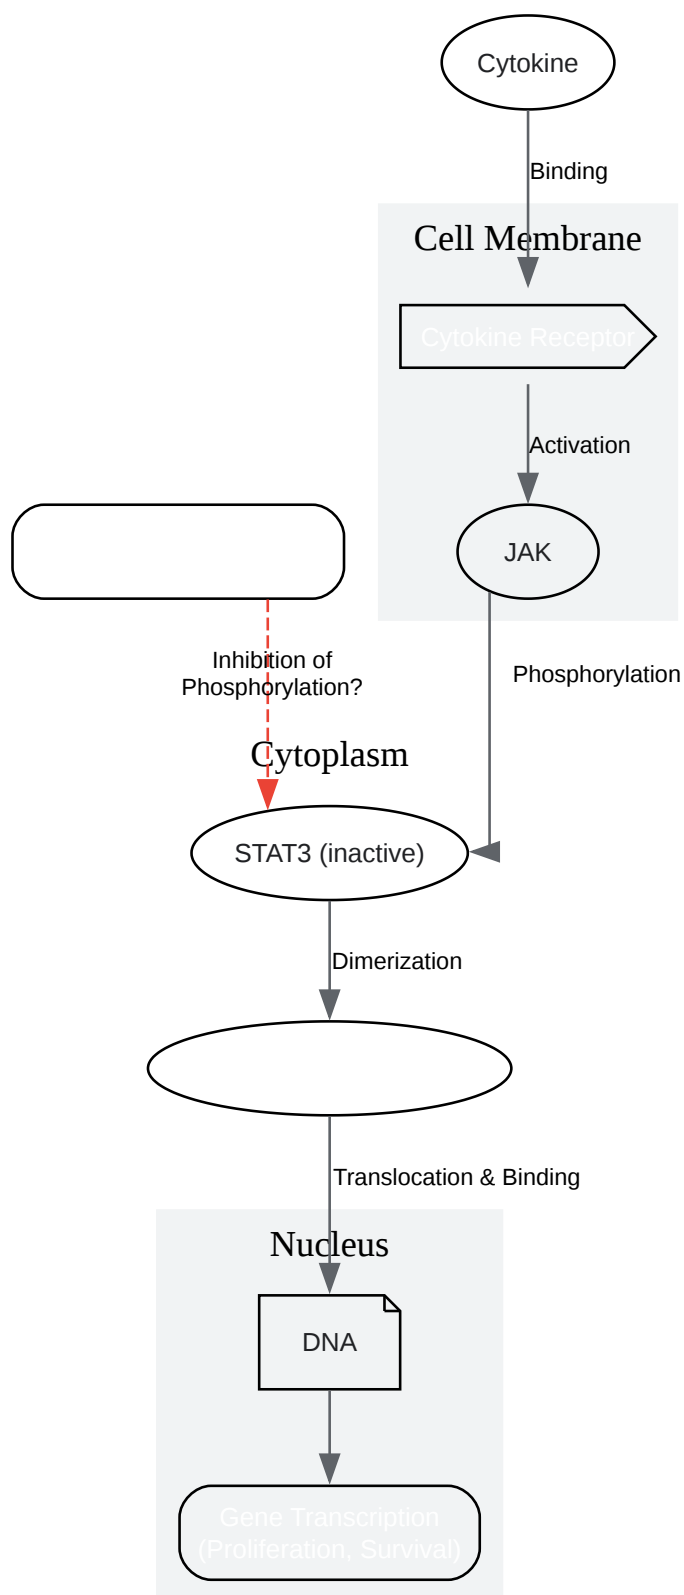 Cytokine
Binding
Cell Membrane
Cytokine Receptor
Activation
JAK
Inhibition of
Phosphorylation?
Phosphorylation
Cytoplasm
STAT3 (inactive)
Dimerization
Translocation & Binding
Nucleus
DNA
Gene Transcription
(Proliferation, Survival)